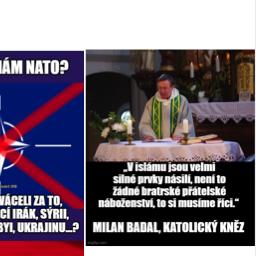 ÁM NATO?
VÁCELI ZA TO,
CÍ IRÁK, SÝRII,
BYI, UKRAJINU...?
„V islámu jsou velmi
silné prvky násilí, není to
žádné bratrské přátelské
náboženství, to si musíme říci.“
MILAN BADAL, KATOLICKÝ KNĚZ